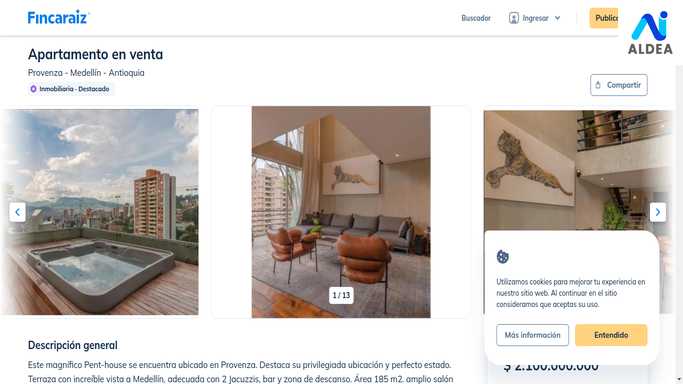 Fincaraiz
Buscador
Ingresar
Public
ALDEA
Apartamento en venta
Provenza - Medellín - Antioquia
Inmobiliaria · Destacado
Compartir
1 / 13
Utilizamos cookies para mejorar tu experiencia en
nuestro sitio web. Al continuar en el sitio
consideramos que aceptas su uso.
Más información
Entendido
$ 2.100.000.000
Descripción general
Este magnífico Pent-house se encuentra ubicado en Provenza. Destaca su privilegiada ubicación y perfecto estado.
Terraza con increíble vista a Medellín, adecuada con 2 Jacuzzis, bar y zona de descanso. Área 185 m2. amplio salón